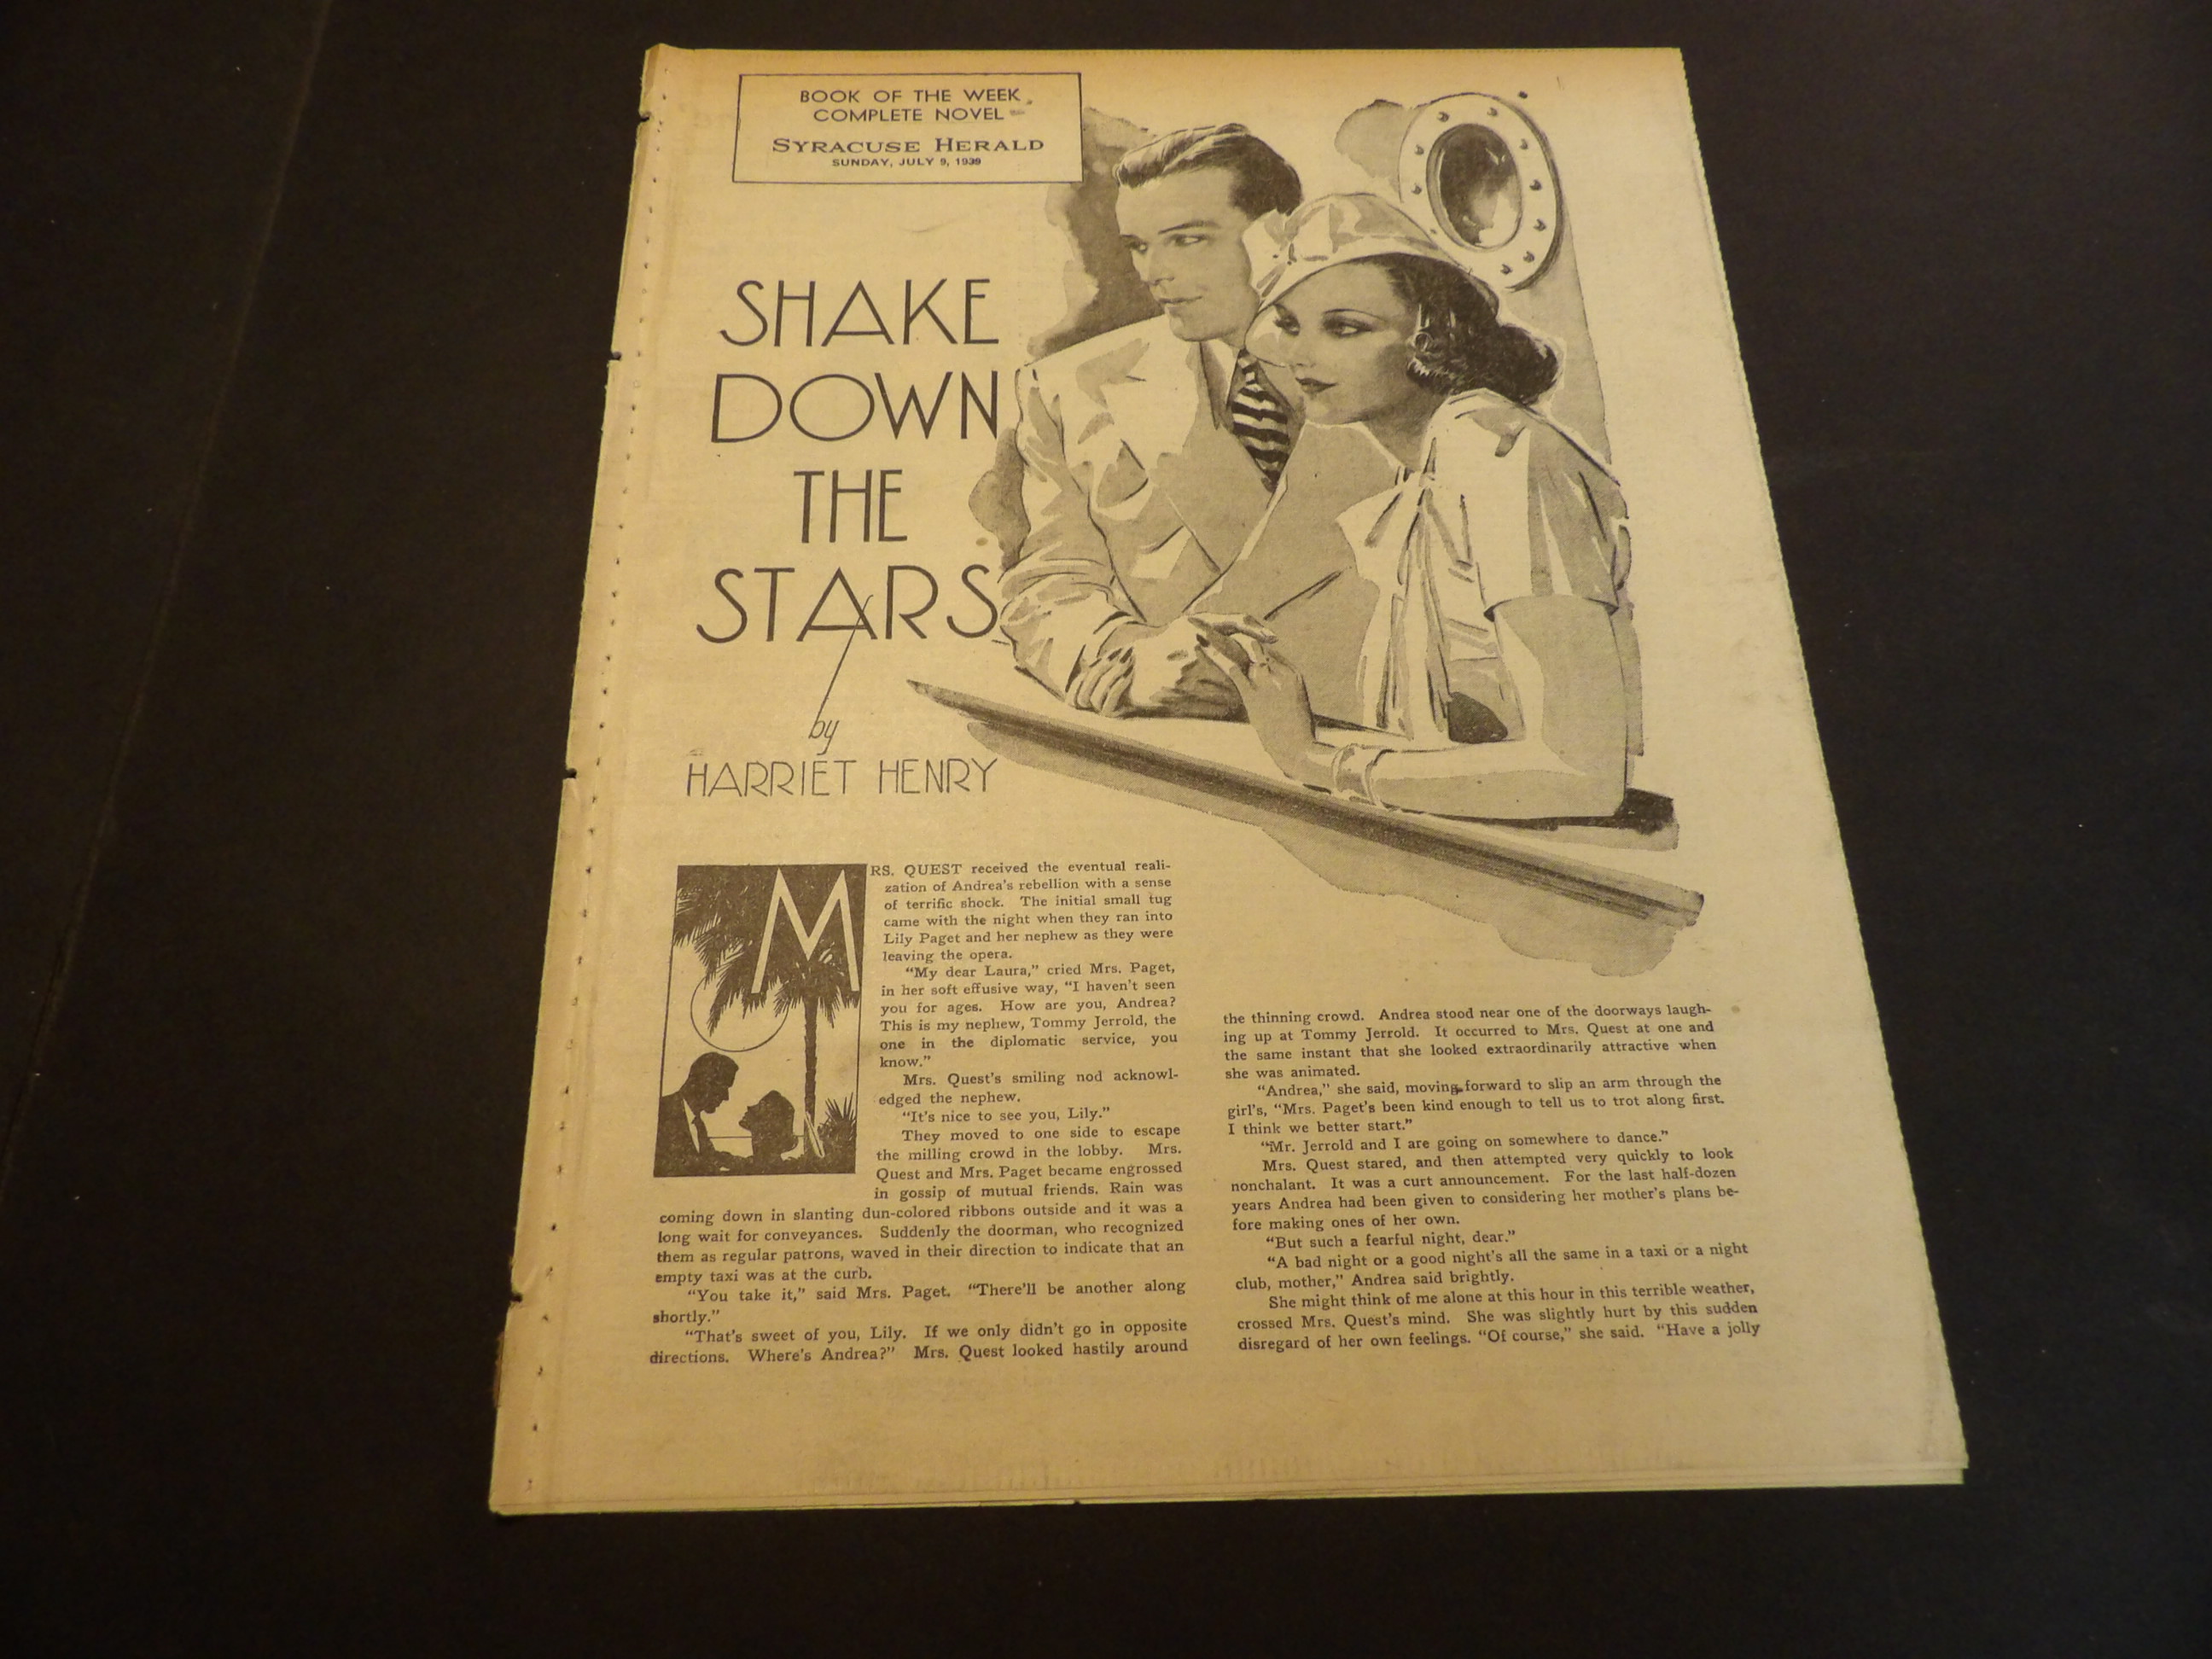 BOOK OF THE WEEK
COMPLETE NOVEL
SYRACUSE HERALD
SUNDAY, JULY 9, 1939
SHAKE
DOWN
THE
STARS
by
HARRIET HENRY
MRS. QUEST received the eventual reali-
zation of Andrea's rebellion with a sense
of terrific shock. The initial small tug
came with the night when they ran into
Lily Paget and her nephew as they were
leaving the opera.
"My dear Laura," cried Mrs. Paget,
in her soft effusive way, "I haven't seen
you for ages. How are you, Andrea?
This is my nephew, Tommy Jerrold, the
one in the diplomatic service, you
know."
Mrs. Quest's smiling nod acknowl-
edged the nephew.
"It's nice to see you, Lily."
They moved to one side to escape
the milling crowd in the lobby. Mrs.
Quest and Mrs. Paget became engrossed
in gossip of mutual friends. Rain was
coming down in slanting dun-colored ribbons outside and it was a
long wait for conveyances. Suddenly the doorman, who recognized
them as regular patrons, waved in their direction to indicate that an
empty taxi was at the curb.
"You take it," said Mrs. Paget. "There'll be another along
shortly."
"That's sweet of you, Lily. If we only didn't go in opposite
directions. Where's Andrea?" Mrs. Quest looked hastily around
the thinning crowd. Andrea stood near one of the doorways laugh-
ing up at Tommy Jerrold. It occurred to Mrs. Quest at one and
the same instant that she looked extraordinarily attractive when
she was animated.
"Andrea," she said, moving forward to slip an arm through the
girl's, "Mrs. Paget's been kind enough to tell us to trot along first.
I think we better start."
"Mr. Jerrold and I are going on somewhere to dance."
Mrs. Quest stared, and then attempted very quickly to look
nonchalant. It was a curt announcement. For the last half-dozen
years Andrea had been given to considering her mother's plans be-
fore making ones of her own.
"But such a fearful night, dear."
"A bad night or a good night's all the same in a taxi or a night
club, mother," Andrea said brightly.
She might think of me alone at this hour in this terrible weather,
crossed Mrs. Quest's mind. She was slightly hurt by this sudden
disregard of her own feelings. "Of course," she said. "Have a jolly